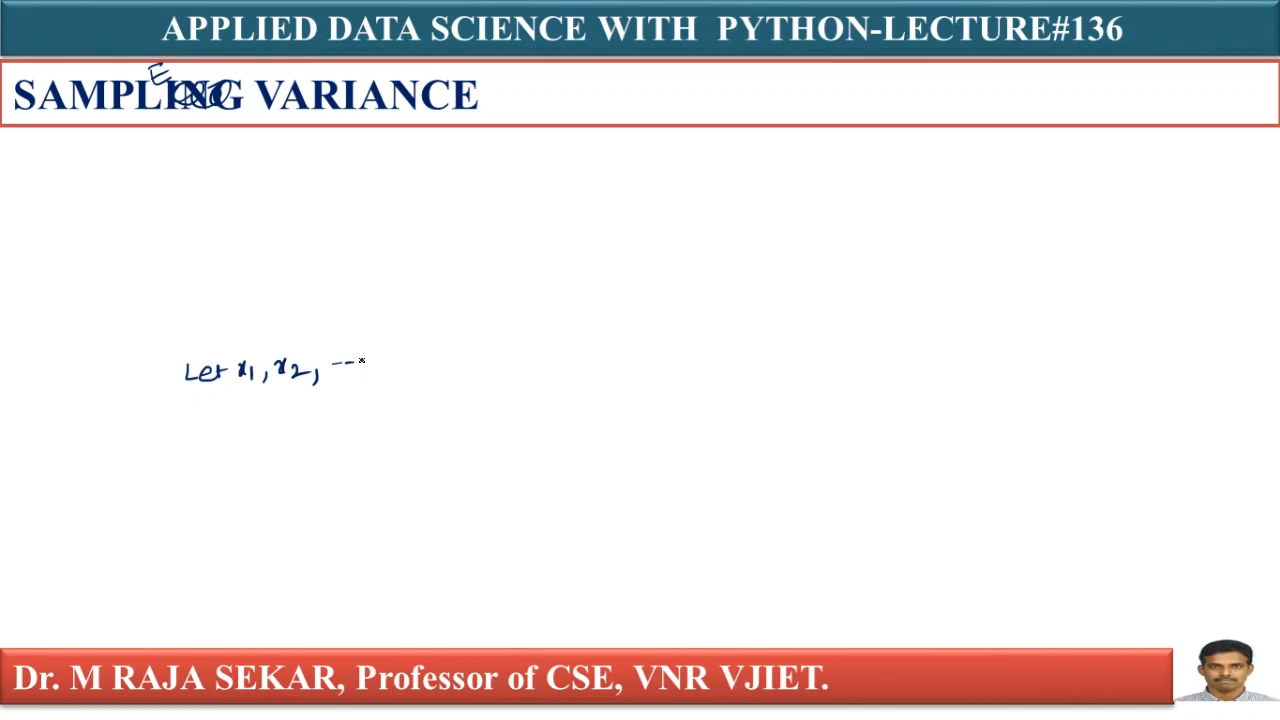 APPLIED DATA SCIENCE WITH PYTHON-LECTURE#136
E
SAMPLING VARIANCE
Let x1, x2, ---
Dr. M RAJA SEKAR, Professor of CSE, VNR VJIET.